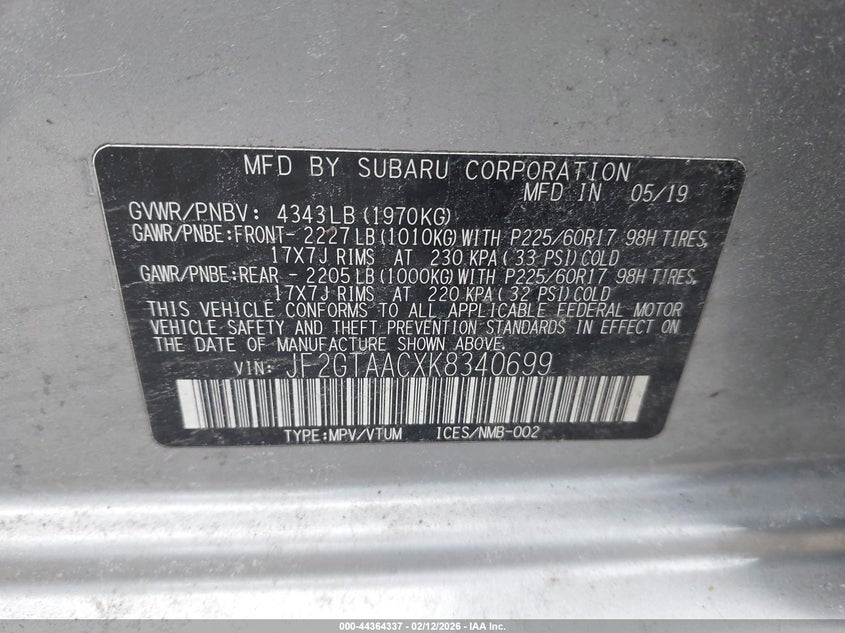 MFD BY SUBARU CORPORATION
MFD IN 05/19
GVWR/PNBV: 4343LB (1970KG)
GAWR/PNBE:FRONT- 2227LB(1010KG)WITH P225/60R17 98H TIRES,
17X7J RIMS AT 230 KPA( 33 PSI)COLD
GAWR/PNBE:REAR - 2205LB(1000KG)WITH P225/60R17 98H TIRES,
17X7J RIMS AT 220 KPA( 32 PSI)COLD
THIS VEHICLE CONFORMS TO ALL APPLICABLE FEDERAL MOTOR
VEHICLE SAFETY AND THEFT PREVENTION STANDARDS IN EFFECT ON
THE DATE OF MANUFACTURE SHOWN ABOVE.
VIN: JF2GTAACXK8340699
TYPE:MPV/VTUM ICES/NMB-002
000-44364337 - 02/12/2026 - IAA Inc.